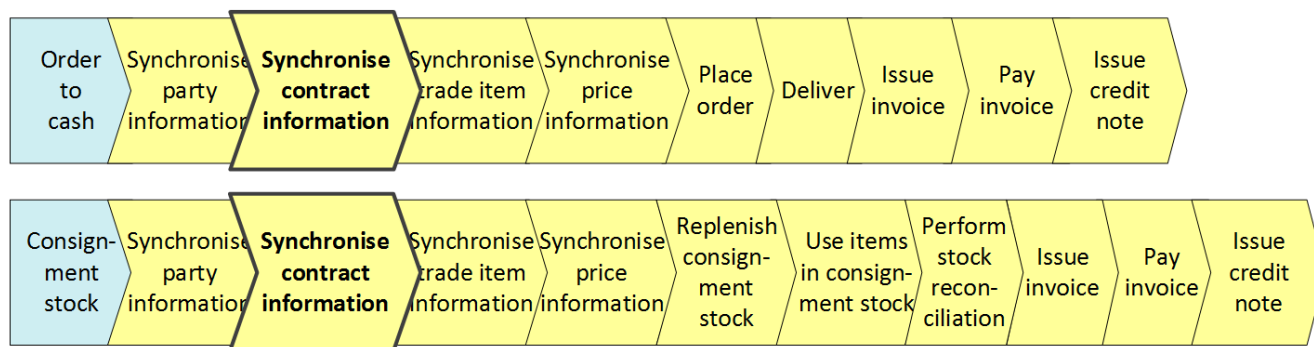 Order
to
cash
Synchronise
party
information
Synchronise
contract
information
Synchronise
trade item
information
Synchronise
price
information
Place
order
Deliver
Issue
invoice
Pay
invoice
Issue
credit
note
Consign-
ment
stock
Synchronise
party
information
Synchronise
contract
information
Synchronise
trade item
information
Synchronise
price
information
Replenish
consign-
ment
stock
Use items
in consign-
ment stock
Perform
stock
recon-
ciliation
Issue
invoice
Pay
invoice
Issue
credit
note